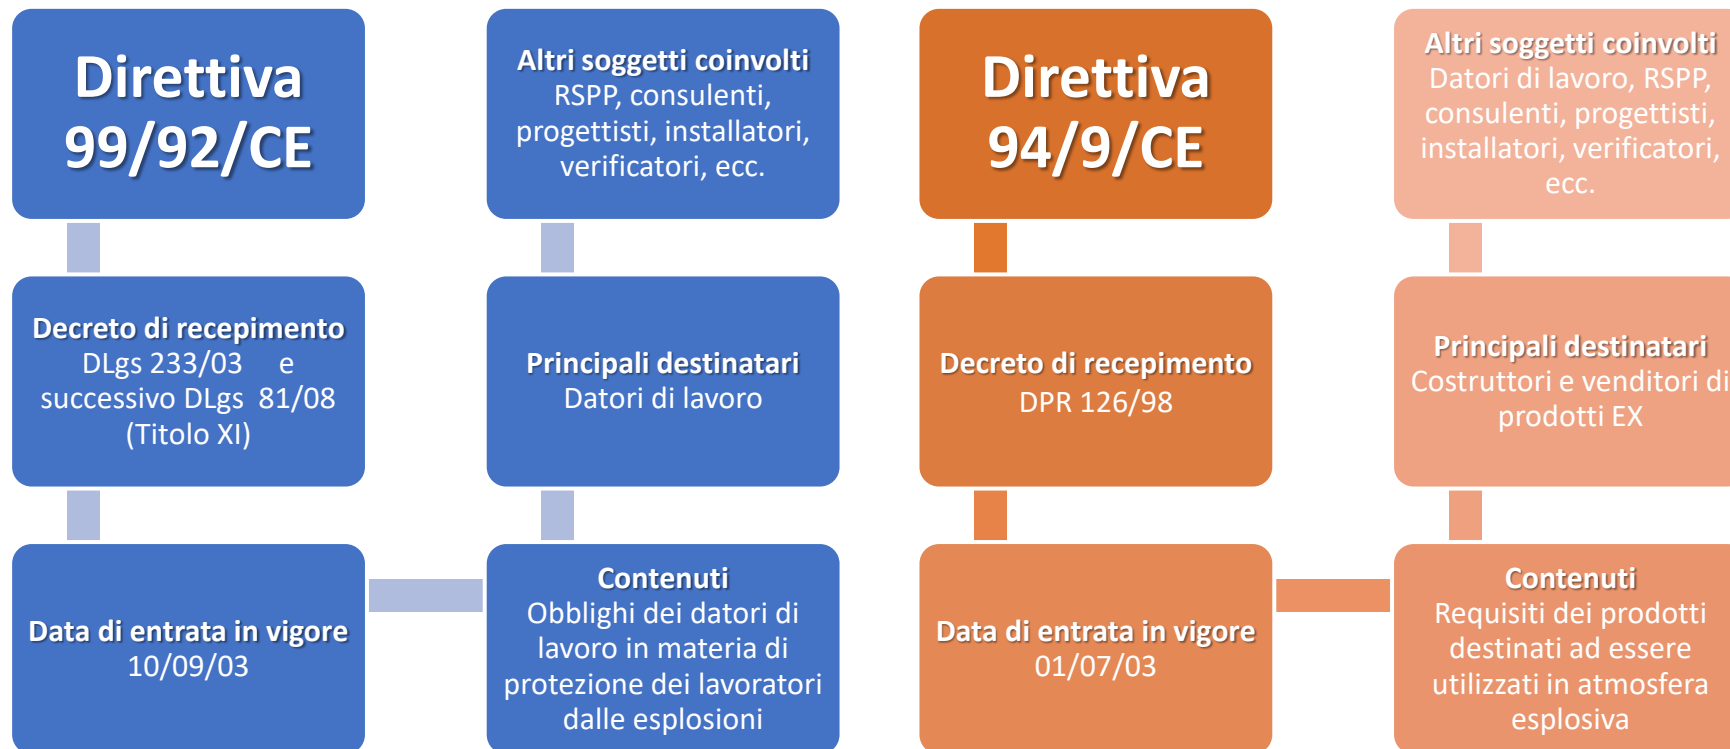 Direttiva
99/92/CE
Decreto di recepimento
DLgs 233/03 e
successivo DLgs 81/08
(Titolo XI)
Data di entrata in vigore
10/09/03
Contenuti
Obblighi dei datori di
lavoro in materia di
protezione dei lavoratori
dalle esplosioni
Principali destinatari
Datori di lavoro
Altri soggetti coinvolti
RSPP, consulenti,
progettisti, installatori,
verificatori, ecc.
Direttiva
94/9/CE
Decreto di recepimento
DPR 126/98
Data di entrata in vigore
01/07/03
Contenuti
Requisiti dei prodotti
destinati ad essere
utilizzati in atmosfera
esplosiva
Principali destinatari
Costruttori e venditori di
prodotti EX
Altri soggetti coinvolti
Datori di lavoro, RSPP,
consulenti, progettisti,
installatori, verificatori,
ecc.